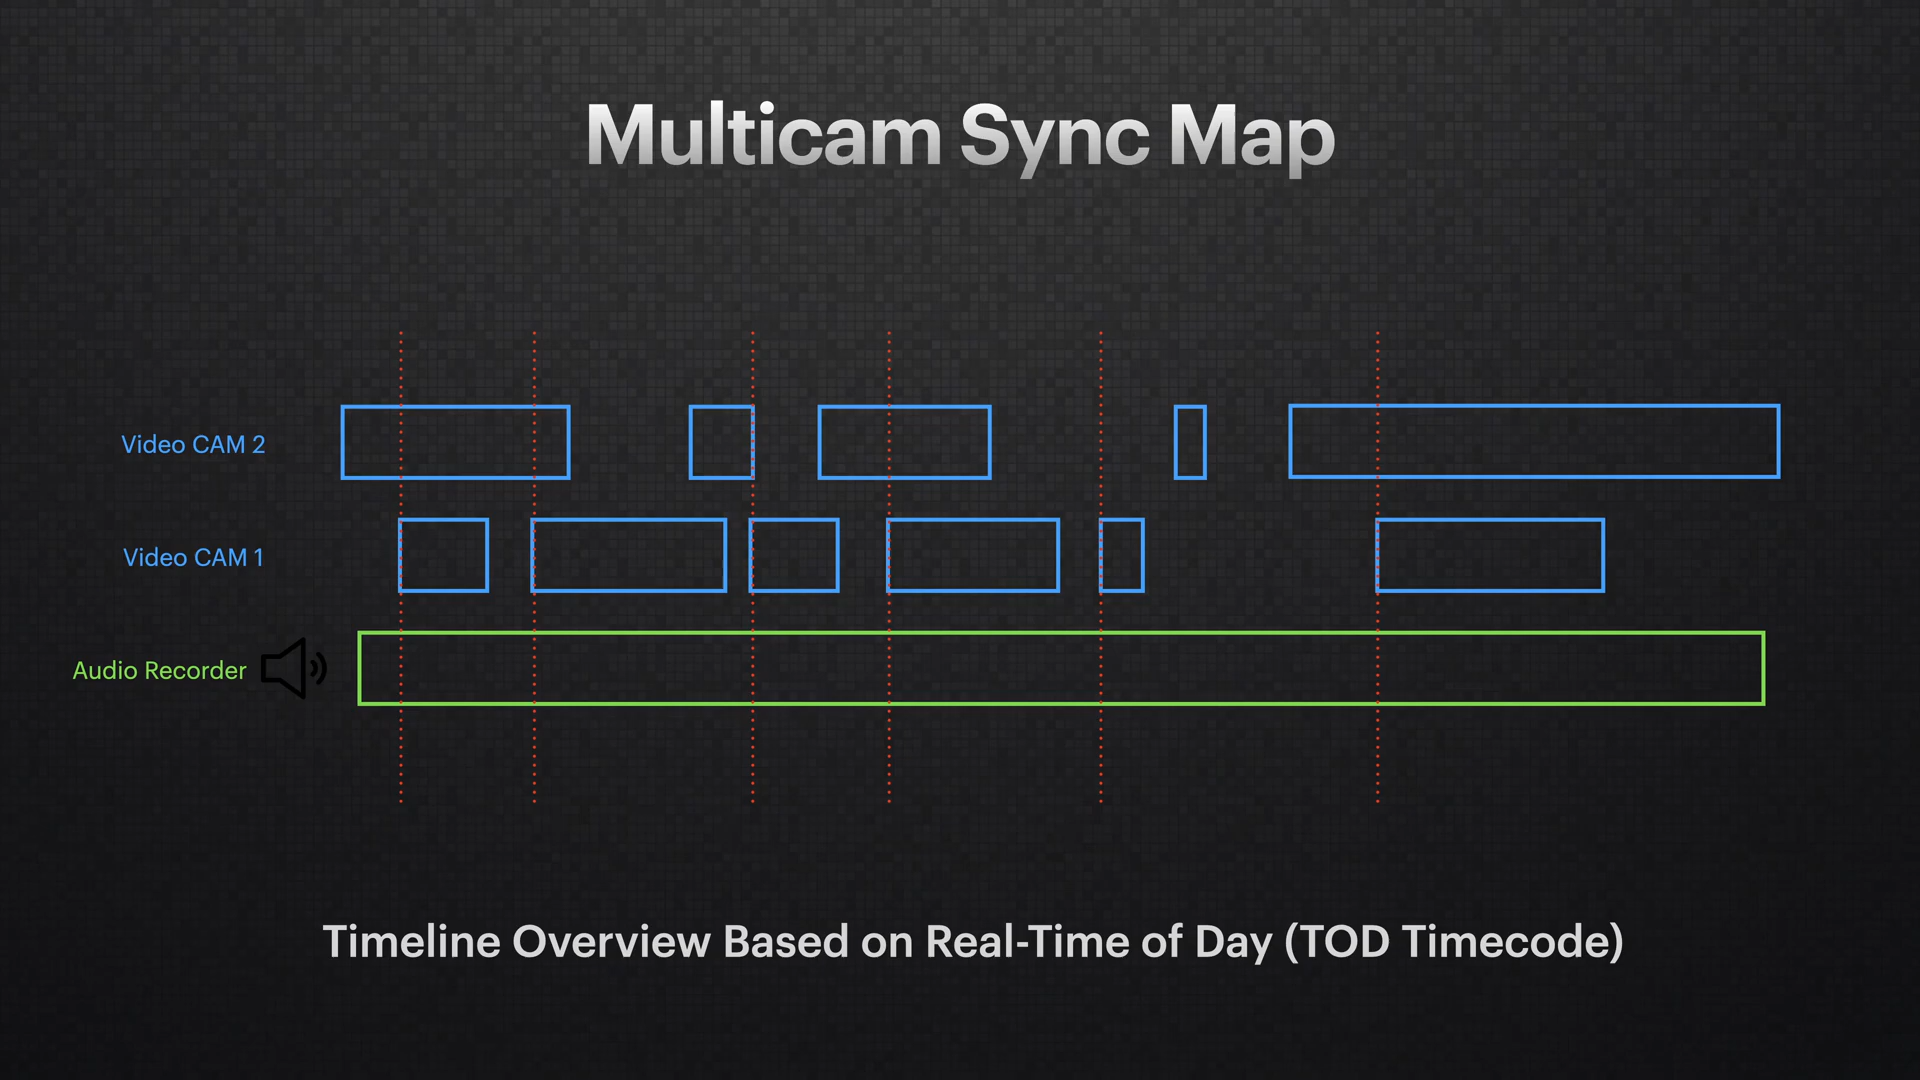 Multicam Sync Map
Video CAM 2
Video CAM 1
Audio Recorder
Timeline Overview Based on Real-Time of Day (TOD Timecode)